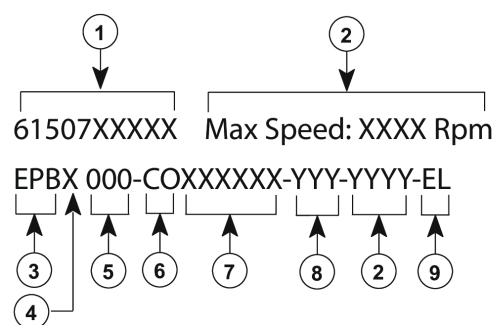 1 2
61507XXXXX Max Speed: XXXX Rpm
EPBX 000-COXXXXXX-YYY-YYYY-EL
3 5 6 7 8 2 9
4